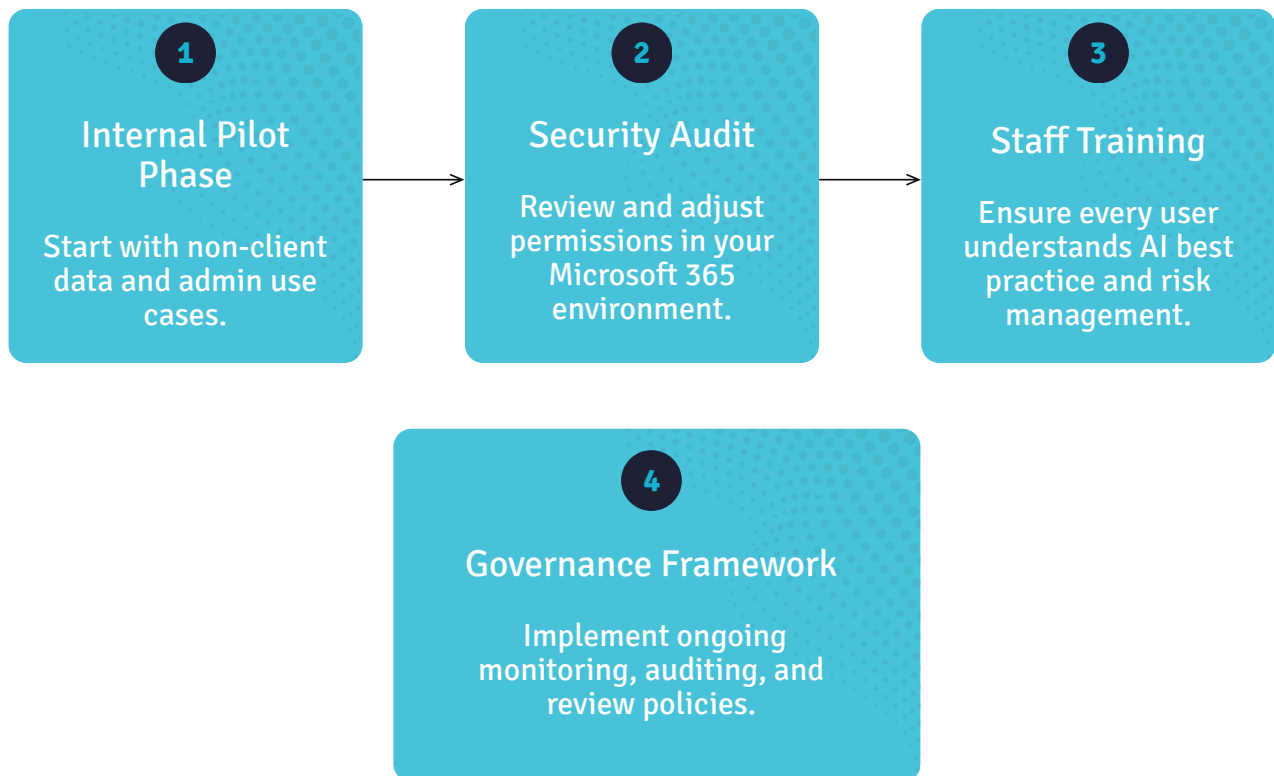 1
Internal Pilot
Phase
Start with non-client
data and admin use
cases.
2
Security Audit
Review and adjust
permissions in your
Microsoft 365
environment.
3
Staff Training
Ensure every user
understands AI best
practice and risk
management.
4
Governance Framework
Implement ongoing
monitoring, auditing, and
review policies.